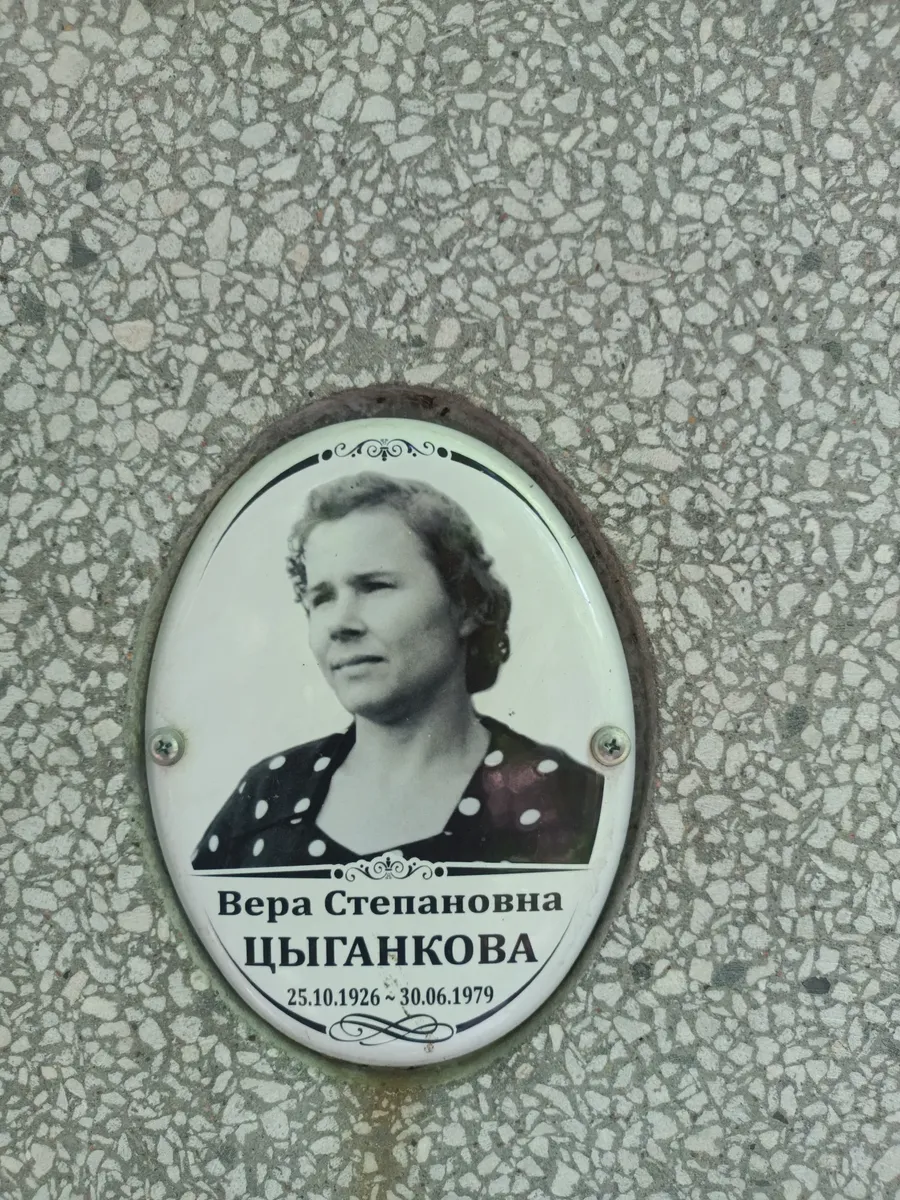 Вера Степановна
ЦЫГАНКОВА
25.10.1926 ~ 30.06.1979